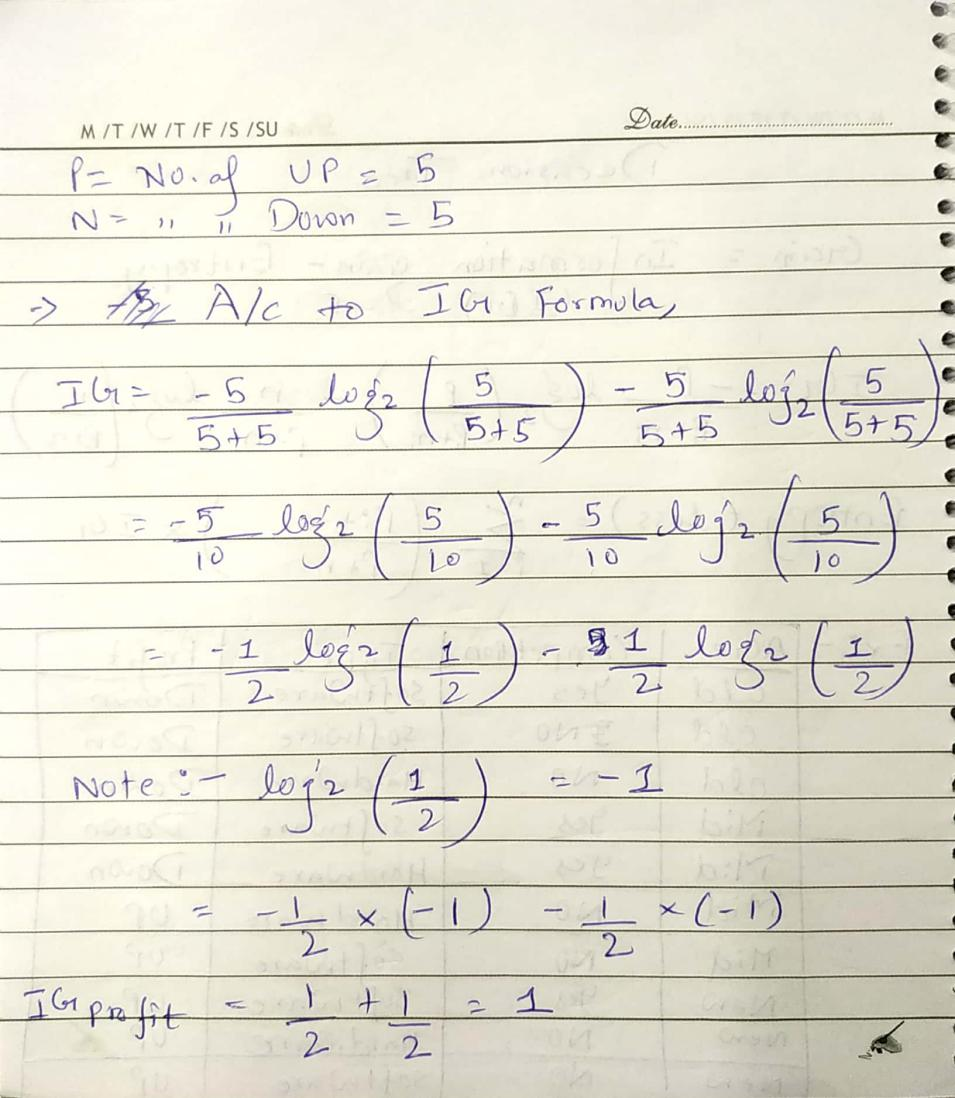 M /T /W /T /F /S /SU Date
P = No. of UP = 5
N = ,, ,, Down = 5
→ A/c to IG Formula,
IG = -5/(5+5) log₂ (5/(5+5)) - 5/(5+5) log₂ (5/(5+5))
= -5/10 log₂ (5/10) - 5/10 log₂ (5/10)
= -1/2 log₂ (1/2) - 1/2 log₂ (1/2)
Note :- log₂ (1/2) = -1
= -1/2 × (-1) -1/2 × (-1)
IG profit = 1/2 + 1/2 = 1